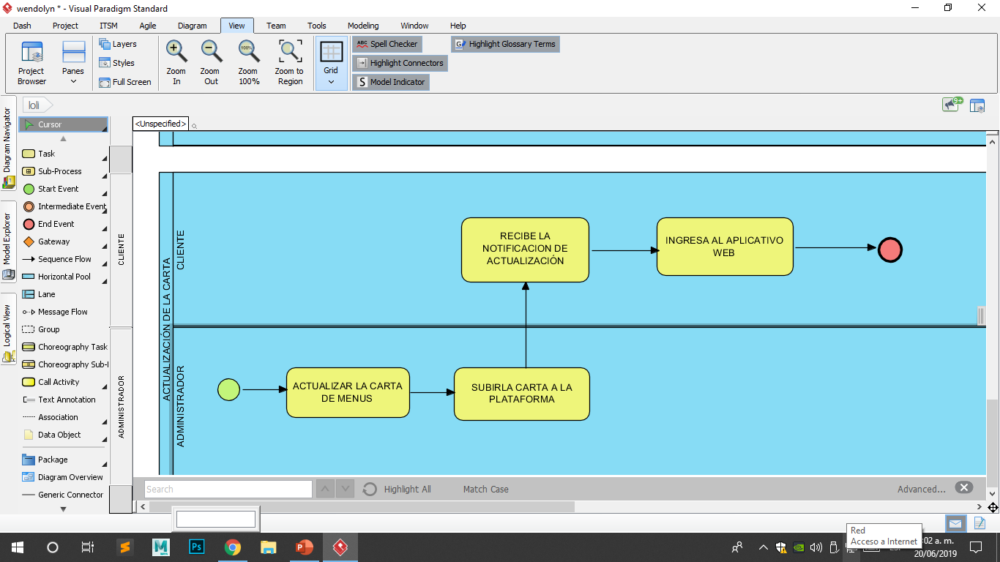 wendolyn * - Visual Paradigm Standard
Dash Project ITSM Agile Diagram View Team Tools Modeling Window Help
Project Browser
Panes
Layers
Styles
Full Screen
Zoom In
Zoom Out
100%
Zoom 100%
Zoom to Region
Grid
ABC Spell Checker
Highlight Connectors
S Model Indicator
G Highlight Glossary Terms
loli
9+
Diagram Navigator
Model Explorer
Logical View
Cursor
Task
Sub-Process
Start Event
Intermediate Event
End Event
Gateway
Sequence Flow
Horizontal Pool
Lane
Message Flow
Group
Choreography Task
Choreography Sub-
Call Activity
Text Annotation
Association
Data Object
Package
Diagram Overview
Generic Connector
CLIENTE
ADMINISTRADOR
<Unspecified>
ACTUALIZACIÓN DE LA CARTA
CLIENTE
RECIBE LA
NOTIFICACION DE
ACTUALIZACIÓN
INGRESA AL APLICATIVO
WEB
ADMINISTRADOR
ACTUALIZAR LA CARTA
DE MENUS
SUBIRLA CARTA A LA
PLATAFORMA
Search
Highlight All
Match Case
Advanced...
Red
Acceso a Internet
M
Ps
P
:02 a. m.
20/06/2019